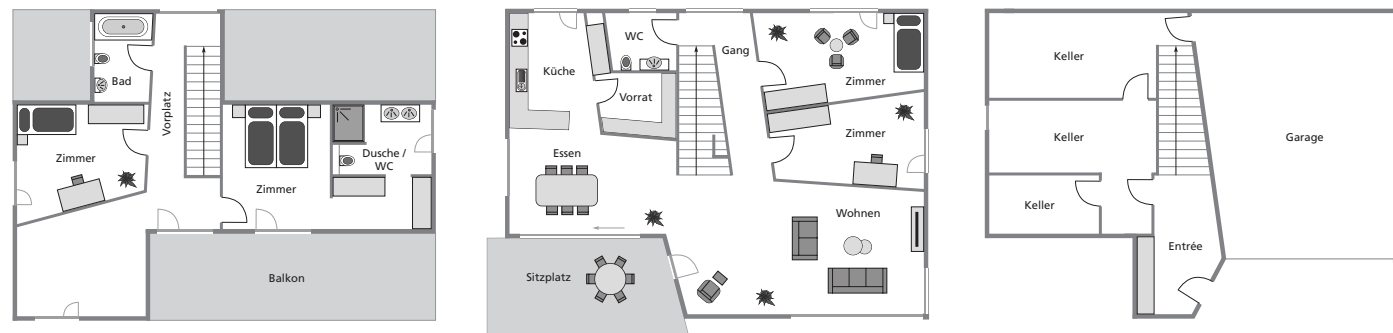 Bad
Vorplatz
Zimmer
Zimmer
Dusche /
WC
Balkon
Küche
WC
Gang
Vorrat
Zimmer
Zimmer
Essen
Wohnen
Sitzplatz
Keller
Keller
Keller
Garage
Entrée